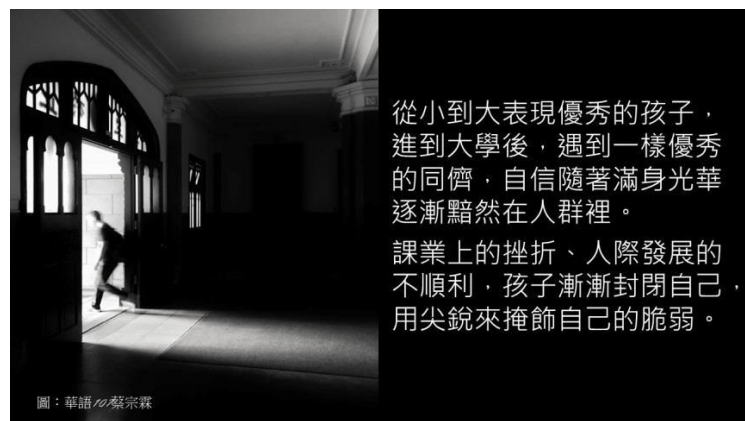 從小到大表現優秀的孩子，
進到大學後，遇到一樣優秀
的同儕，自信隨著滿身光華
逐漸黯然在人群裡。
課業上的挫折、人際發展的
不順利，孩子漸漸封閉自己，
用尖銳來掩飾自己的脆弱。
圖：華語107蔡宗霖